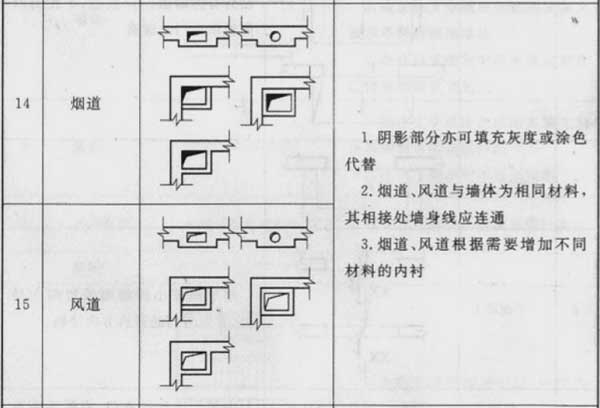 14
烟道
1.阴影部分亦可填充灰度或涂色
代替
2.烟道、风道与墙体为相同材料，
其相接处墙身线应连通
3.烟道、风道根据需要增加不同
材料的内衬
15
风道